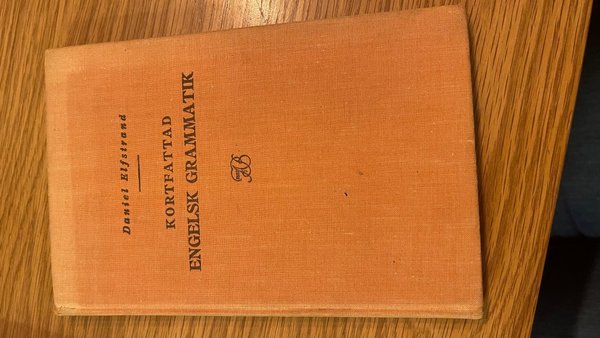 Daniel Elfstrand
KORTFATTAD
ENGELSK GRAMMATIK